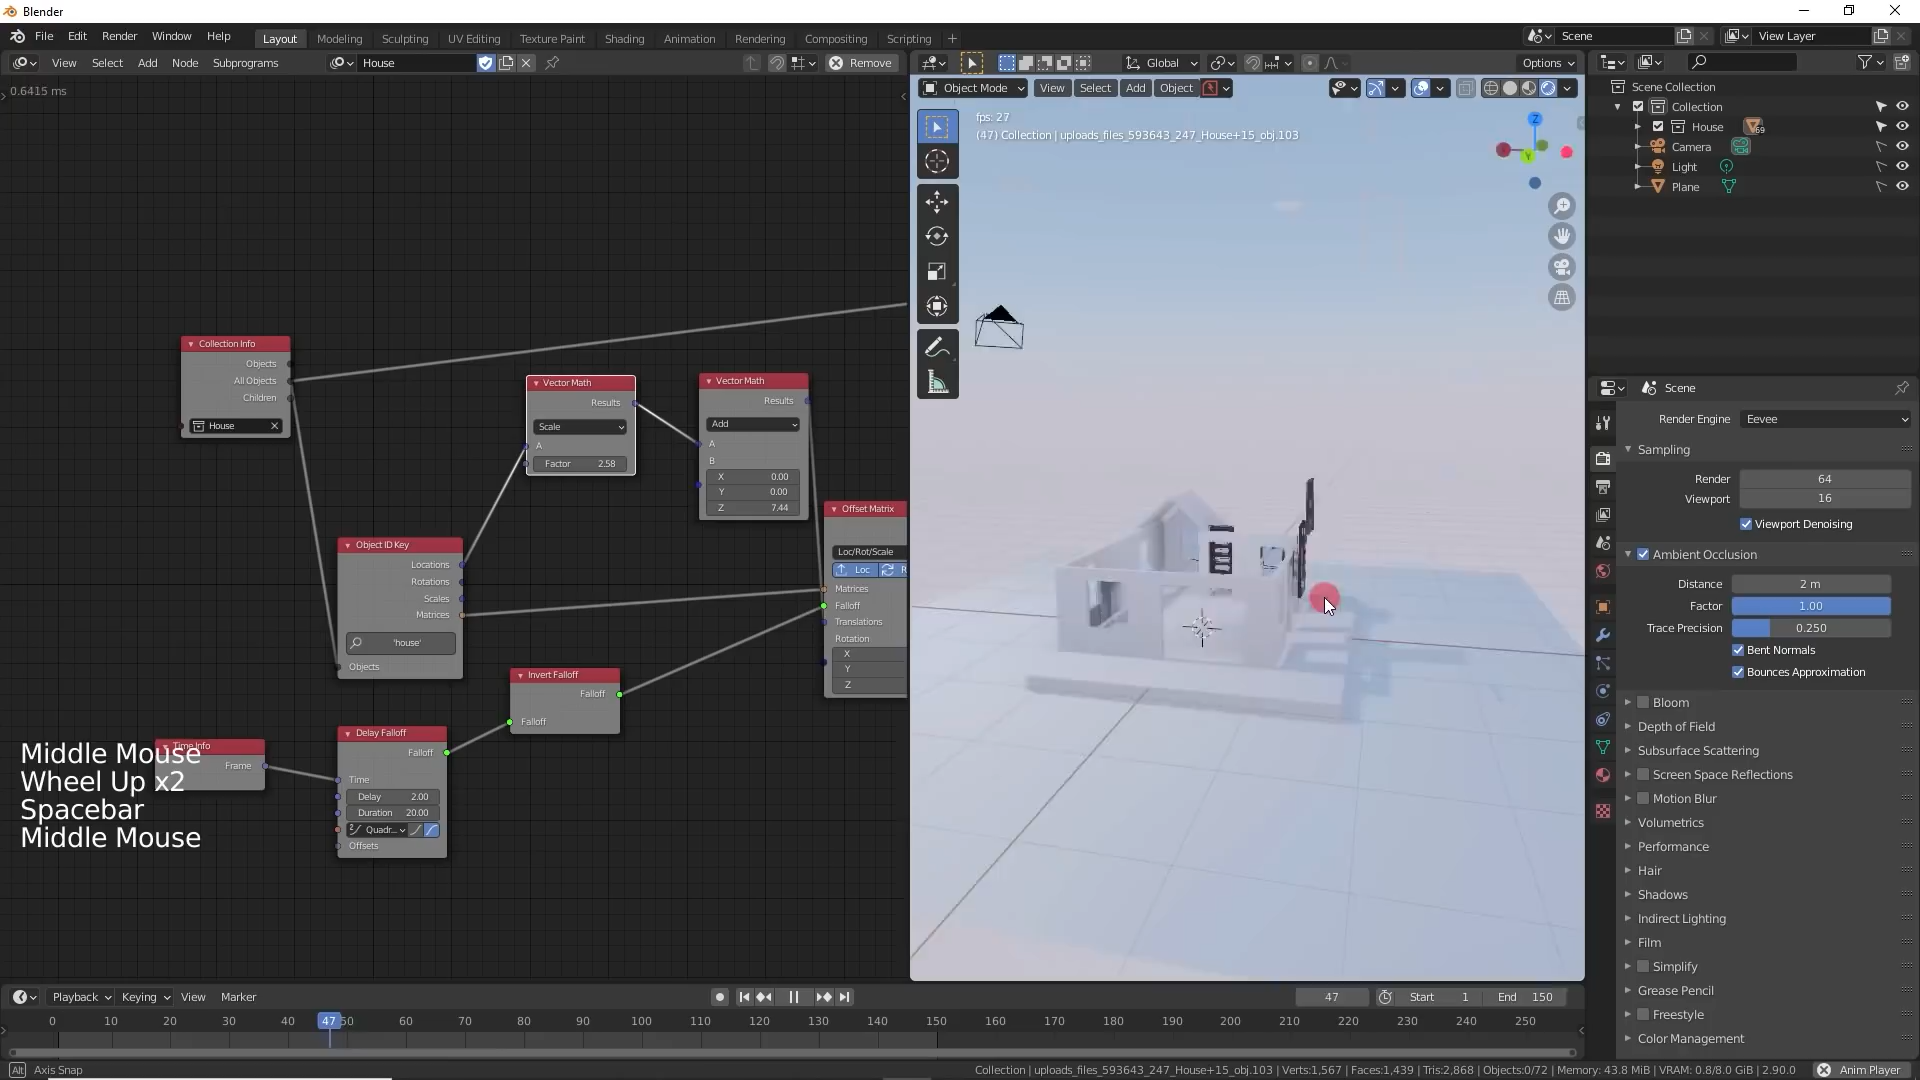 Blender
File Edit Render Window Help Layout Modeling Sculpting UV Editing Texture Paint Shading Animation Rendering Compositing Scripting + Scene View Layer
View Select Add Node Subprograms House Remove Global Options
0.6415 ms
Object Mode View Select Add Object
fps: 27
(47) Collection | uploads_files_593643_247_House+15_obj.103
Z
Y
Scene Collection
Collection
House 69
Camera
Light
Plane
Collection Info
Objects
All Objects
Children
House
Vector Math
Results
Scale
A
Factor 2.58
Vector Math
Results
Add
A
B
X 0.00
Y 0.00
Z 7.44
Offset Matrix
Loc/Rot/Scale
Loc R
Matrices
Falloff
Translations
Rotation
X
Y
Z
Object ID Key
Locations
Rotations
Scales
Matrices
'house'
Objects
Invert Falloff
Falloff
Falloff
Time Info
Frame
Delay Falloff
Falloff
Time
Delay 2.00
Duration 20.00
Quadr...
Offsets
Middle Mouse
Wheel Up x2
Spacebar
Middle Mouse
Scene
Render Engine Eevee
Sampling
Render 64
Viewport 16
Viewport Denoising
Ambient Occlusion
Distance 2 m
Factor 1.00
Trace Precision 0.250
Bent Normals
Bounces Approximation
Bloom
Depth of Field
Subsurface Scattering
Screen Space Reflections
Motion Blur
Volumetrics
Performance
Hair
Shadows
Indirect Lighting
Film
Simplify
Grease Pencil
Freestyle
Color Management
Playback Keying View Marker 47 Start 1 End 150
0 10 20 30 40 47 50 60 70 80 90 100 110 120 130 140 150 160 170 180 190 200 210 220 230 240 250
Alt Axis Snap Collection | uploads_files_593643_247_House+15_obj.103 | Verts:1,567 | Faces:1,439 | Tris:2,868 | Objects:0/72 | Memory: 43.8 MiB | VRAM: 0.8/8.0 GiB | 2.90.0 Anim Player